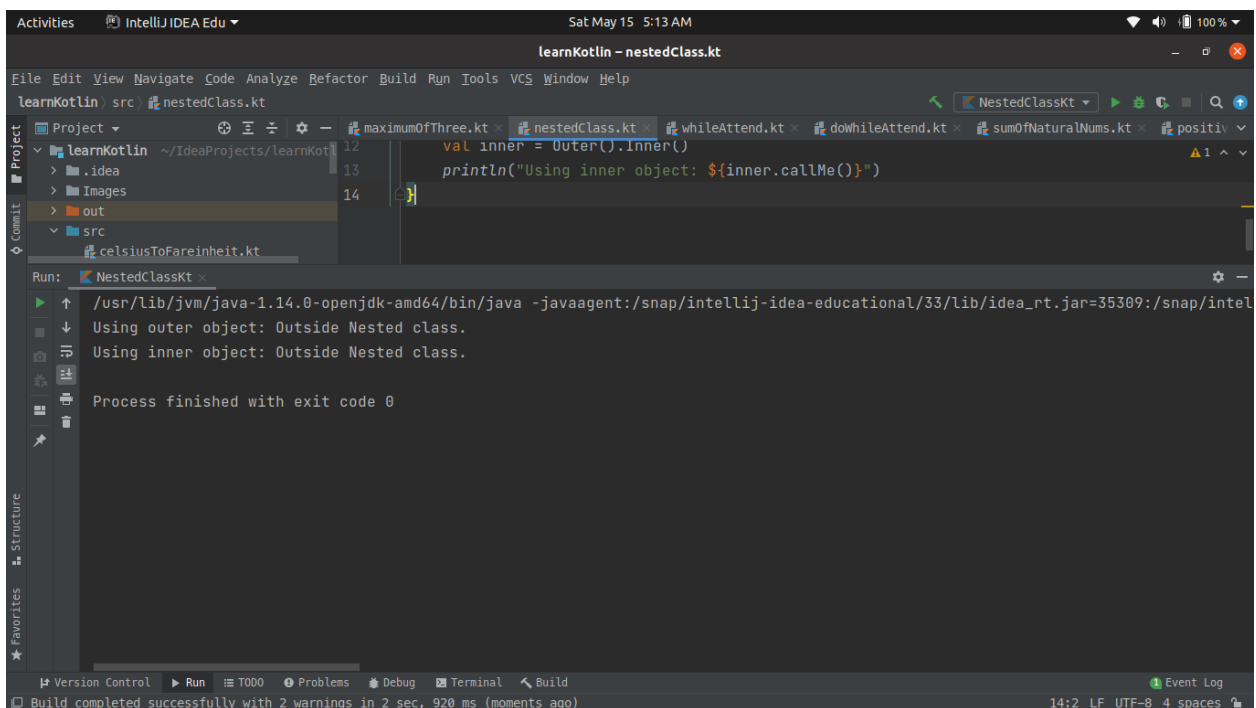 Activities IntelliJ IDEA Edu Sat May 15 5:13 AM 100 %
learnKotlin – nestedClass.kt
File Edit View Navigate Code Analyze Refactor Build Run Tools VCS Window Help
learnKotlin src nestedClass.kt NestedClassKt
Project Project maximumOfThree.kt nestedClass.kt whileAttend.kt doWhileAttend.kt sumOfNaturalNums.kt positiv
learnKotlin ~/IdeaProjects/learnKotl 12 val inner = Outer().Inner() 1
.idea 13 println("Using inner object: ${inner.callMe()}")
Images 14 }
Commit out
src
celsiusToFareinheit.kt
Run: NestedClassKt
/usr/lib/jvm/java-1.14.0-openjdk-amd64/bin/java -javaagent:/snap/intellij-idea-educational/33/lib/idea_rt.jar=35309:/snap/intel
Using outer object: Outside Nested class.
Using inner object: Outside Nested class.
Process finished with exit code 0
Structure
Favorites
Version Control Run TODO Problems Debug Terminal Build 1 Event Log
Build completed successfully with 2 warnings in 2 sec, 920 ms (moments ago) 14:2 LF UTF-8 4 spaces